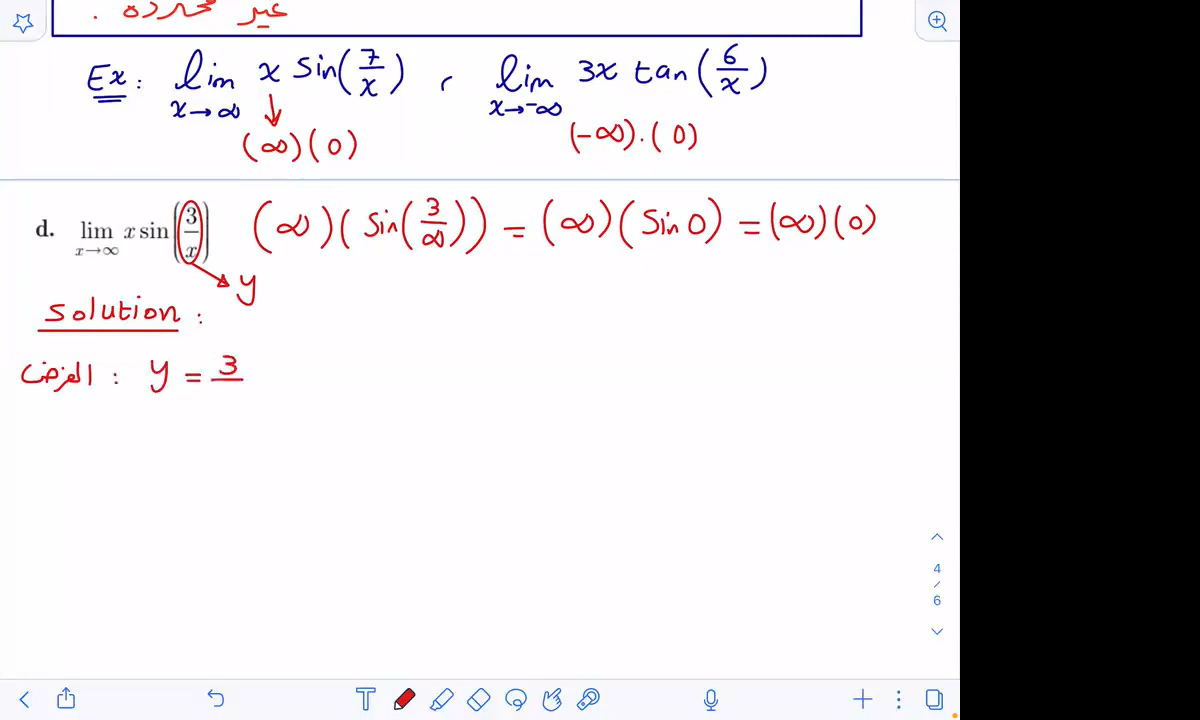 غير محددة .
Ex : lim x→∞ x sin(7/x) , lim x→-∞ 3x tan(6/x)
(∞)(0) (-∞).(0)
d. lim x→∞ x sin(3/x) (∞)(sin(3/∞)) = (∞)(sin 0) = (∞)(0)
y
Solution :
الفرض : y = 3
4
/
6
T